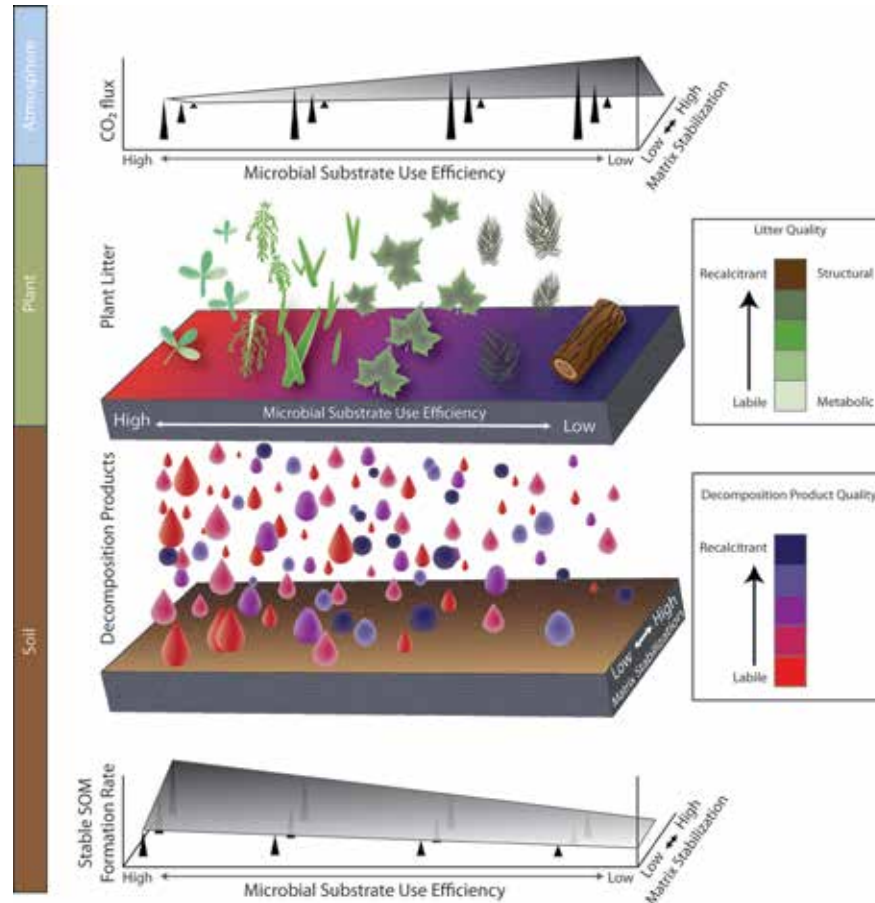 Atmosphere
CO2 flux
High
Low
Microbial Substrate Use Efficiency
Low ↔ High
Matrix Stabilization
Plant
Plant Litter
High
Microbial Substrate Use Efficiency
Low
Litter Quality
Recalcitrant
Structural
Labile
Metabolic
Soil
Decomposition Products
Low ↔ High
Matrix Stabilization
Decomposition Product Quality
Recalcitrant
Labile
Stable SOM
Formation Rate
High
Low
Microbial Substrate Use Efficiency
Low ↔ High
Matrix Stabilization